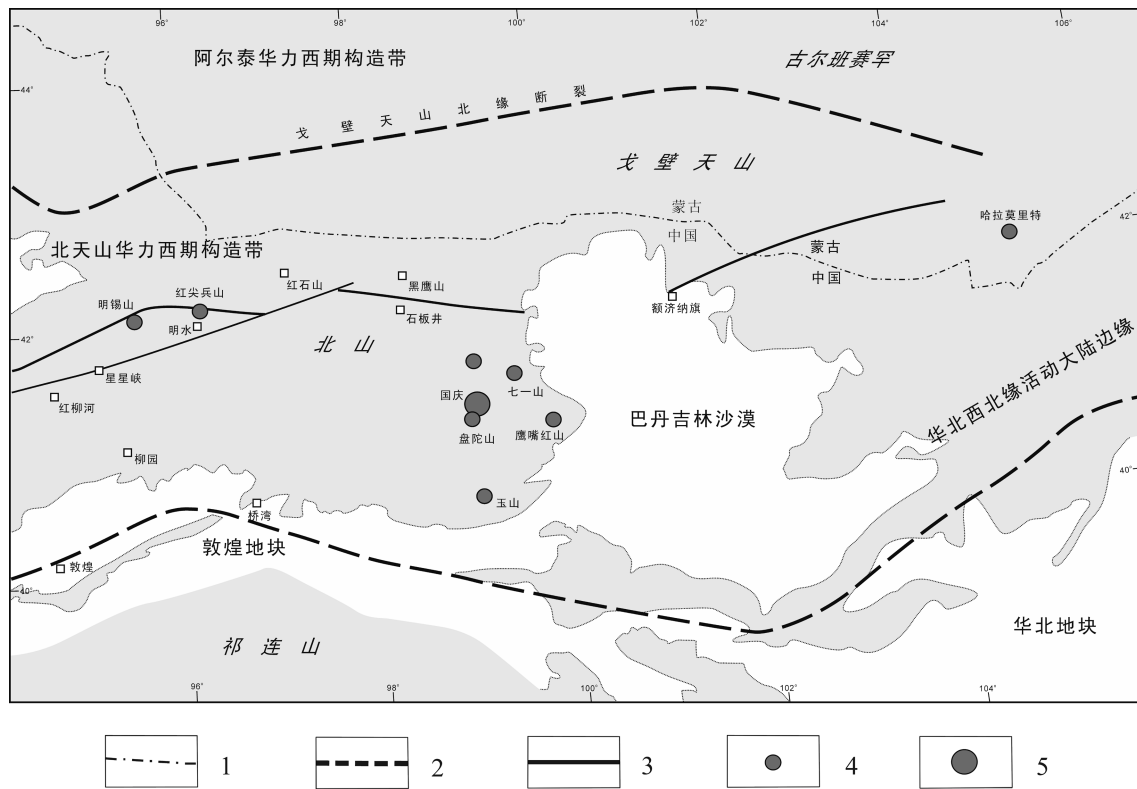 96°
98°
100°
102°
104°
106°
阿尔泰华力西期构造带
古尔班赛罕
44°
戈壁天山北缘断裂
戈壁天山
蒙古
中国
哈拉莫里特
42°
北天山华力西期构造带
蒙古
中国
红石山
黑鹰山
明锡山
红尖兵山
额济纳旗
石板井
明水
42°
北山
星星峡
国庆
七一山
红柳河
巴丹吉林沙漠
华北西北缘活动大陆边缘
盘陀山
鹰嘴红山
柳园
40°
玉山
桥湾
敦煌地块
敦煌
40°
祁连山
华北地块
96°
98°
100°
102°
104°
1
2
3
4
5